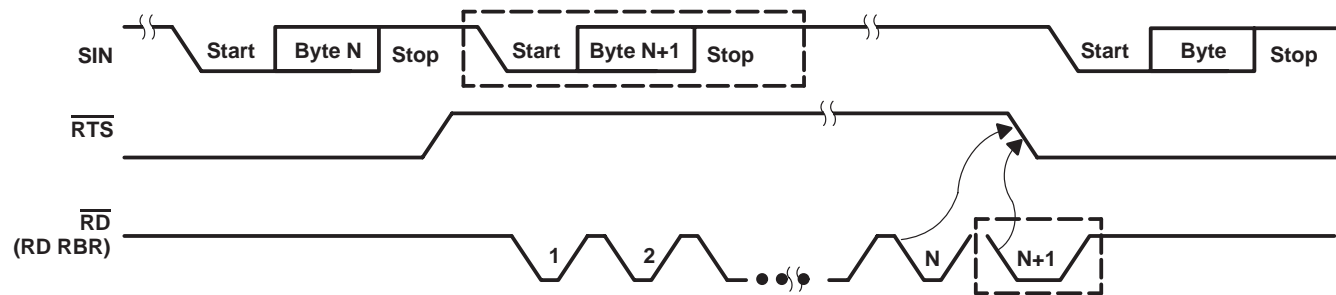 SIN
Start Byte N Stop Start Byte N+1 Stop Start Byte Stop
RTS
RD
(RD RBR)
1 2 N N+1